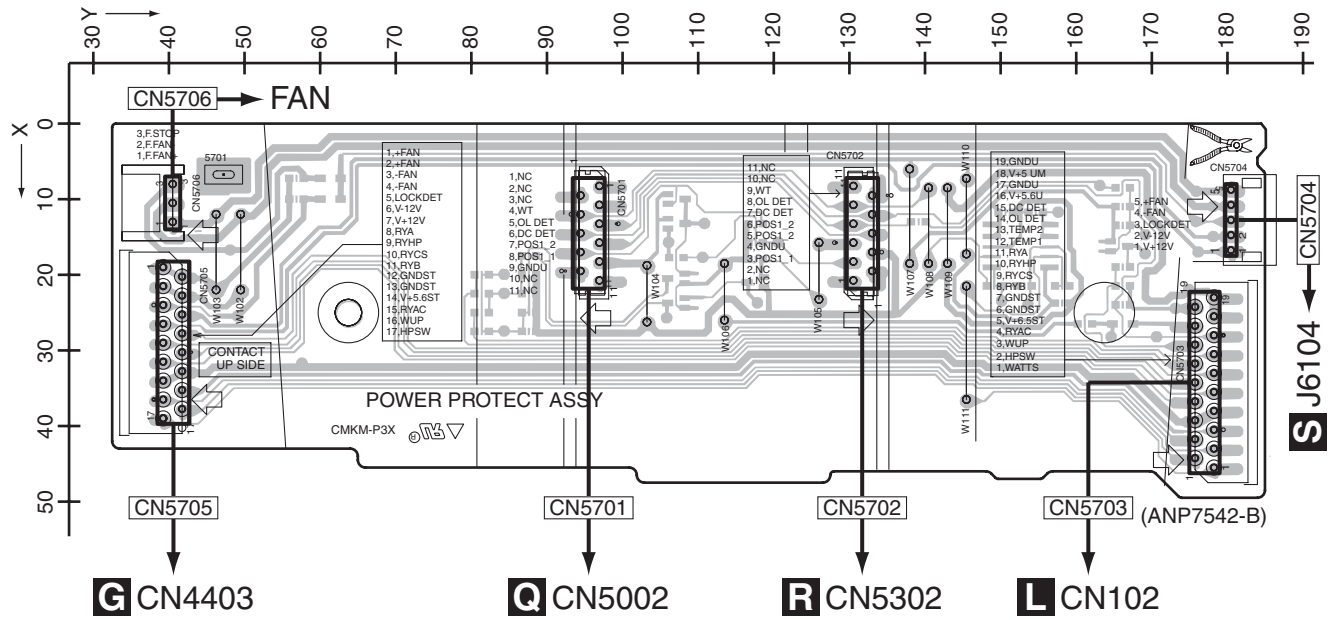 Y
30 40 50 60 70 80 90 100 110 120 130 140 150 160 170 180 190
X
0
10
20
30
40
50
CN5706 FAN
3,F.STOP
2,F.FAN-
1,F.FAN+
5701
3
3
1
CN5706
1,+FAN
2,+FAN
3,-FAN
4,-FAN
5,LOCKDET
6,V-12V
7,V+12V
8,RYA
9,RYHP
10,RYCS
11,RYB
12,GNDST
13,GNDST
14,V+5.6ST
15,RYAC
16,WUP
17,HPSW
1,NC
2,NC
3,NC
4,WT
5,OL DET
6,DC DET
7,POS1_2
8,POS1_1
9,GNDU
10,NC
11,NC
CN5701
11,NC
10,NC
9,WT
8,OL DET
7,DC DET
6,POS1_2
5,POS1_2
4,GNDU
3,POS1_1
2,NC
1,NC
CN5702
19,GNDU
18,V+5 UM
17,GNDU
16,V+5.6U
15,DC DET
14,OL DET
13,TEMP2
12,TEMP1
11,RYA
10,RYHP
9,RYCS
8,RYB
7,GNDST
6,GNDST
5,V+6.5ST
4,RYAC
3,WUP
2,HPSW
1,WATTS
CN5704
5,+FAN
4,-FAN
3,LOCKDET
2,V-12V
1,V+12V
CN5704
S J6104
CN5705
W103
W102
W104
W106
W105
W107
W108
W109
W110
W111
CN5703
CONTACT
UP SIDE
17
1
19
1
POWER PROTECT ASSY
CMKM-P3X
CN5705
CN5701
CN5702
CN5703
(ANP7542-B)
G CN4403
Q CN5002
R CN5302
L CN102